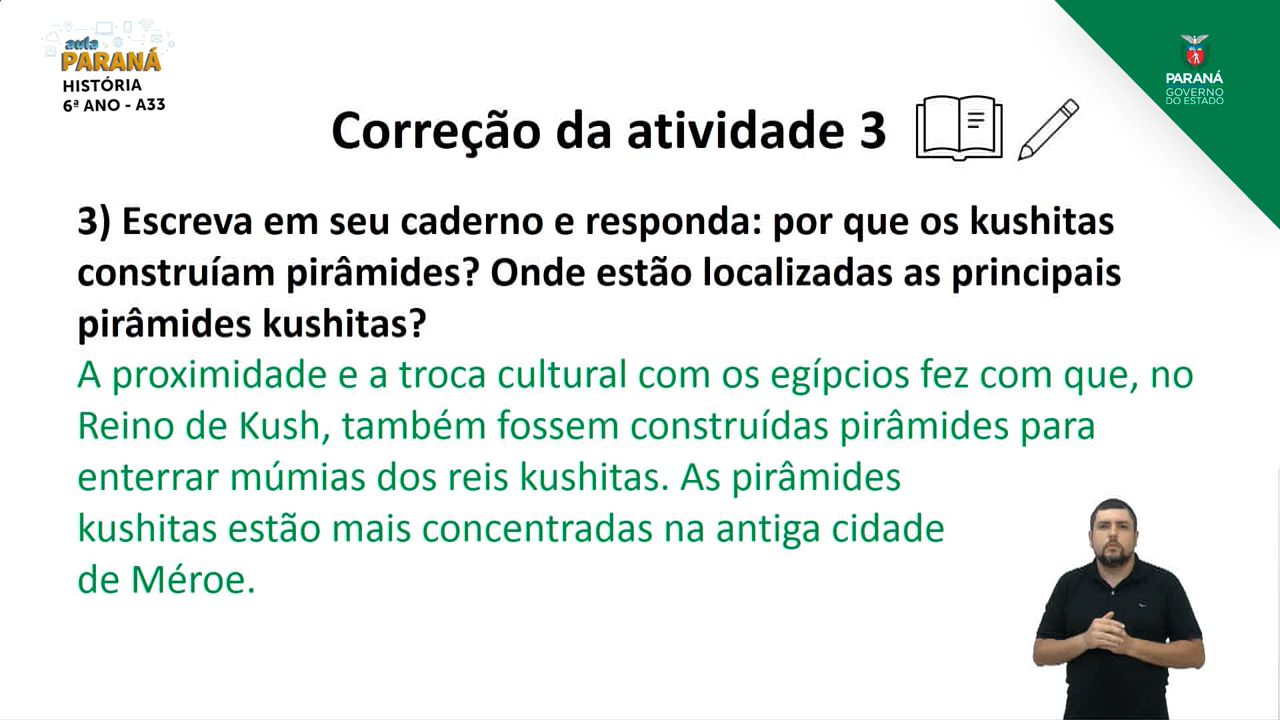 aula
PARANÁ
HISTÓRIA
6ª ANO - A33
PARANÁ
GOVERNO
DO ESTADO
Correção da atividade 3
3) Escreva em seu caderno e responda: por que os kushitas
construíam pirâmides? Onde estão localizadas as principais
pirâmides kushitas?
A proximidade e a troca cultural com os egípcios fez com que, no
Reino de Kush, também fossem construídas pirâmides para
enterrar múmias dos reis kushitas. As pirâmides
kushitas estão mais concentradas na antiga cidade
de Méroe.